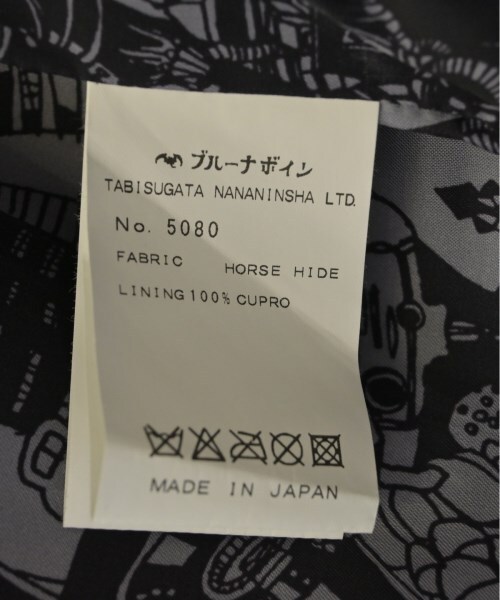 ブルーナボイン
TABISUGATA NANANINSHA LTD.
No. 5080
FABRIC HORSE HIDE
LINING 100% CUPRO
MADE IN JAPAN